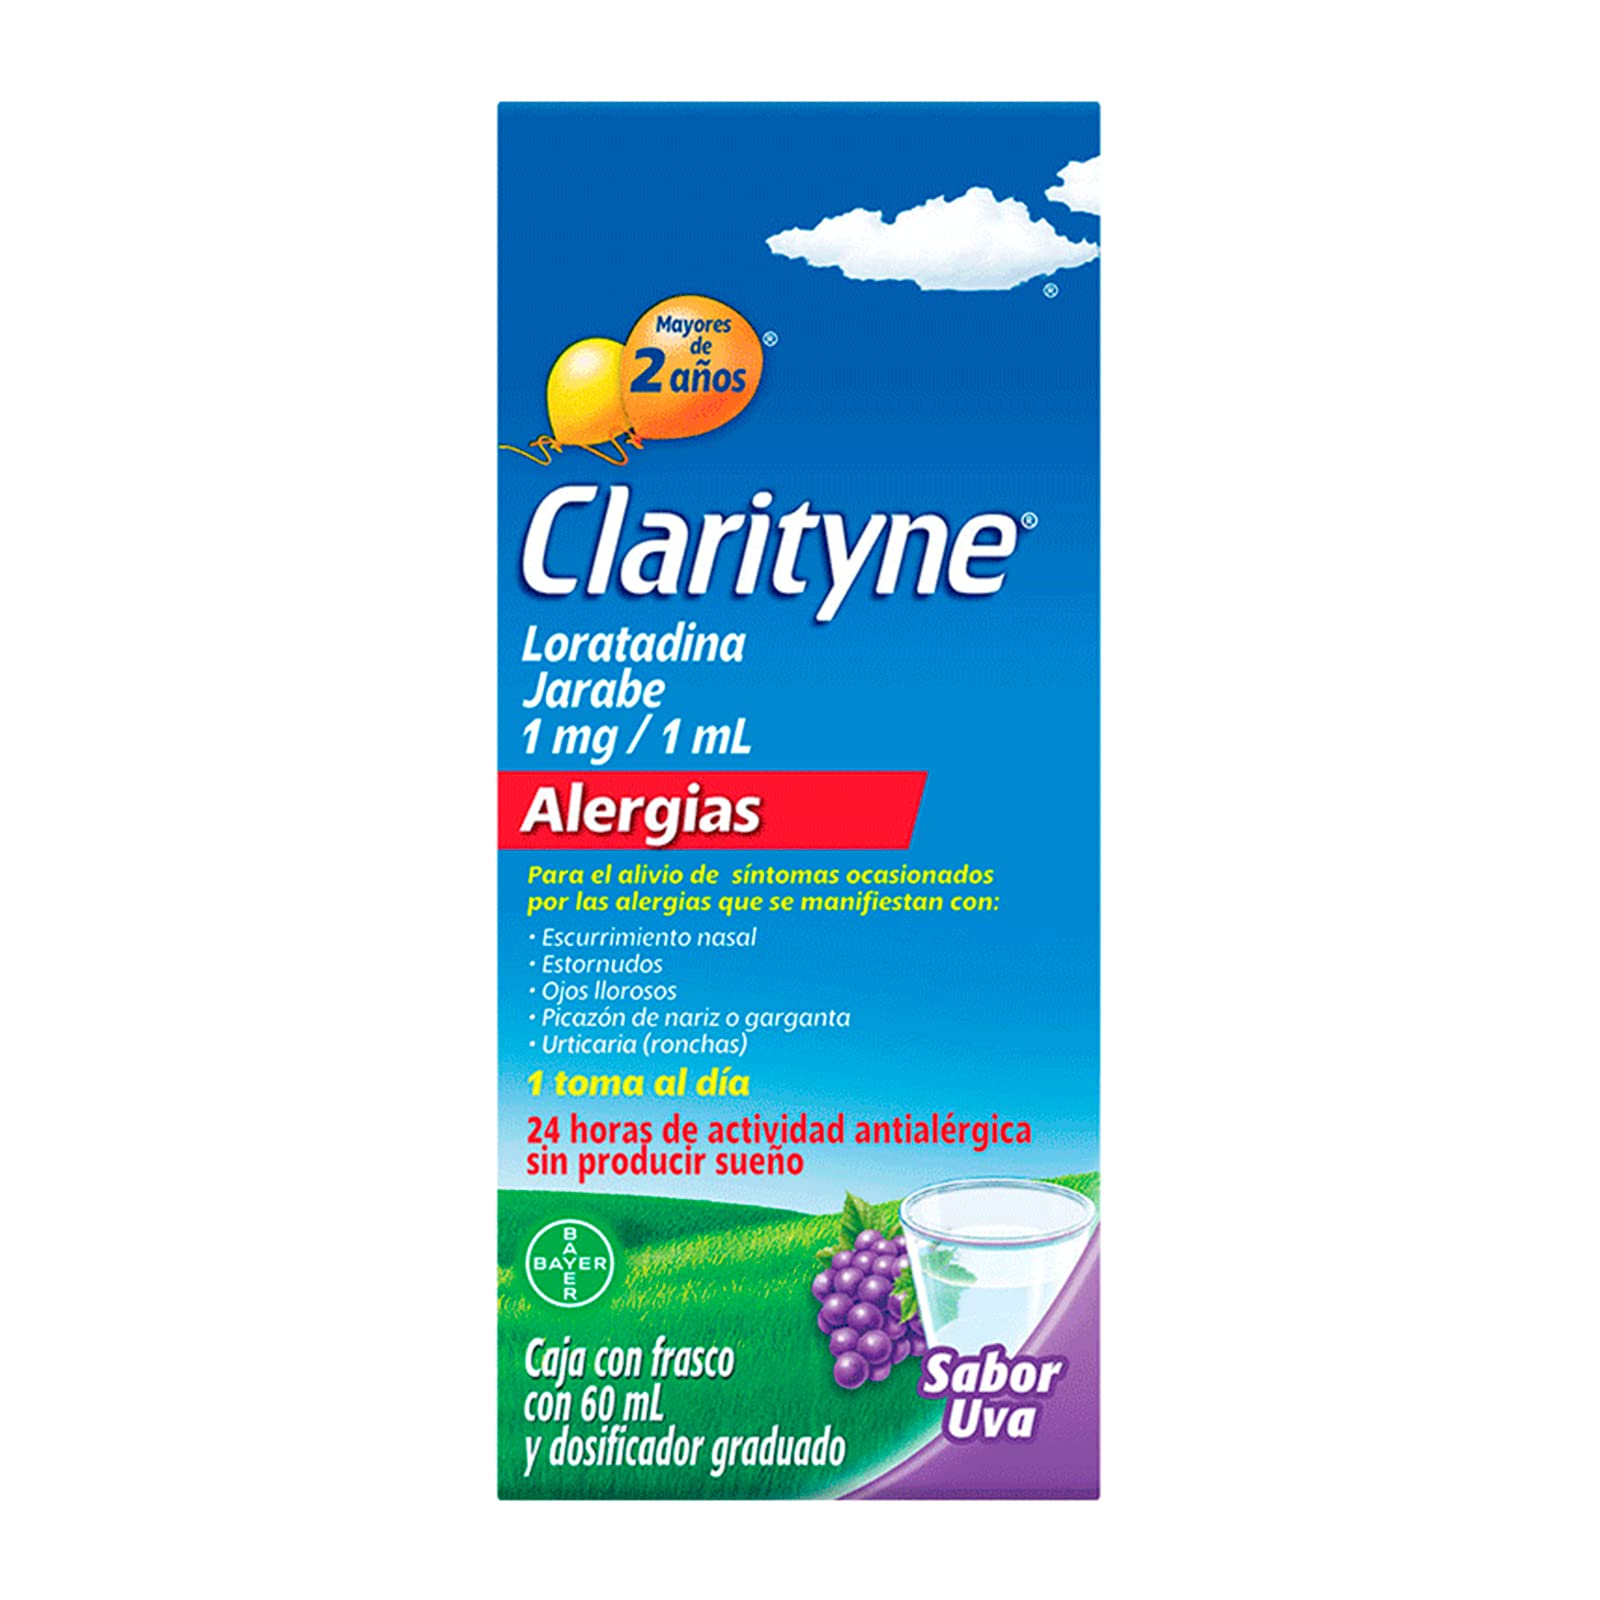 Mayores
de
2 años
®
®
Clarityne®
Loratadina
Jarabe
1 mg / 1 mL
Alergias
Para el alivio de síntomas ocasionados
por las alergias que se manifiestan con:
· Escurrimiento nasal
· Estornudos
· Ojos llorosos
· Picazón de nariz o garganta
· Urticaria (ronchas)
1 toma al día
24 horas de actividad antialérgica
sin producir sueño
BAYER
BAYER
Caja con frasco
con 60 mL
y dosificador graduado
Sabor
Uva